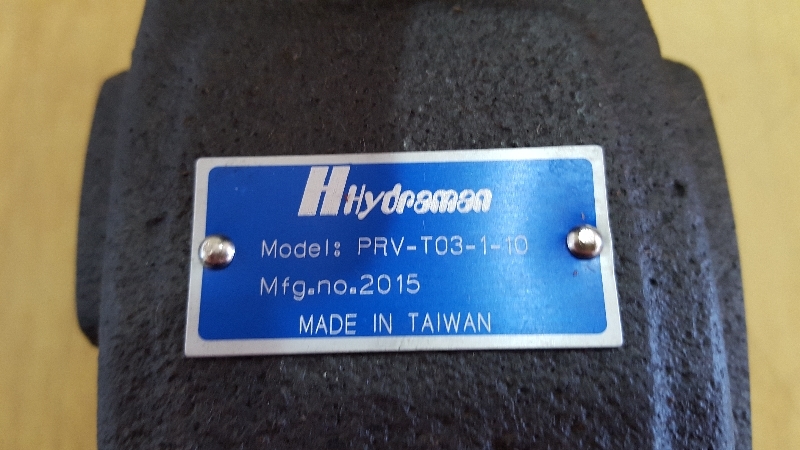 Hydraman
Model: PRV-T03-1-10
Mfg.no.2015
MADE IN TAIWAN